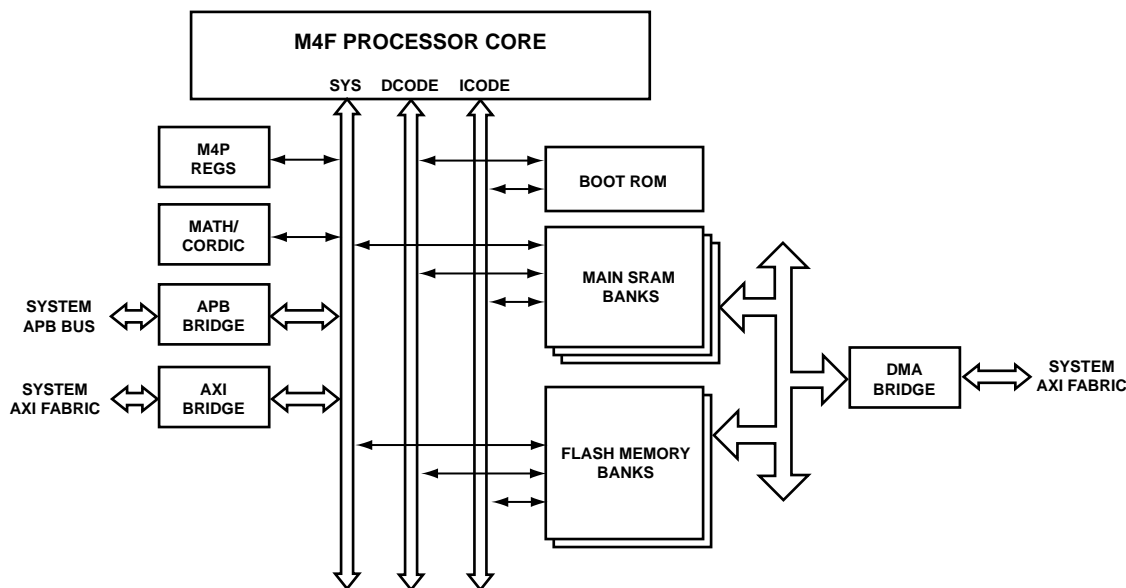 M4F PROCESSOR CORE
SYS DCODE ICODE
M4P
REGS
BOOT ROM
MATH/
CORDIC
MAIN SRAM
BANKS
SYSTEM
APB BUS
APB
BRIDGE
SYSTEM
AXI FABRIC
AXI
BRIDGE
DMA
BRIDGE
SYSTEM
AXI FABRIC
FLASH MEMORY
BANKS